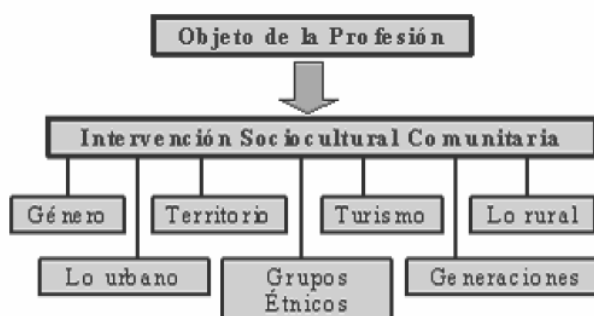 Objeto de la Profesión
Intervención Sociocultural Comunitaria
Género
Territorio
Turismo
Lo rural
Lo urbano
Grupos
Étnicos
Generaciones